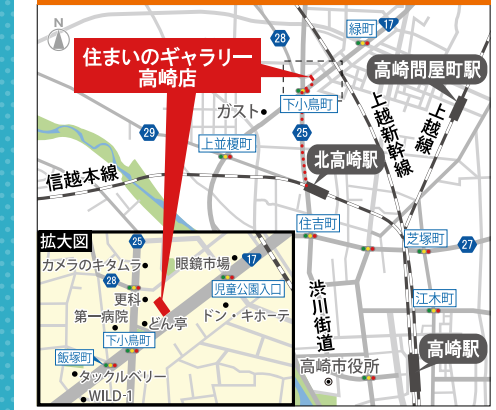 N
住まいのギャラリー
高崎店
28
緑町
17
高崎問屋町駅
下小鳥町
ガスト
25
上越新幹線
上越線
29
上並榎町
北高崎駅
信越本線
住吉町
芝塚町
27
渋川街道
江木町
高崎駅
高崎市役所
拡大図
25
カメラのキタムラ
眼鏡市場
17
28
児童公園入口
更科
第一病院
どん亭
ドン・キホーテ
下小鳥町
飯塚町
タックルベリー
WILD-1